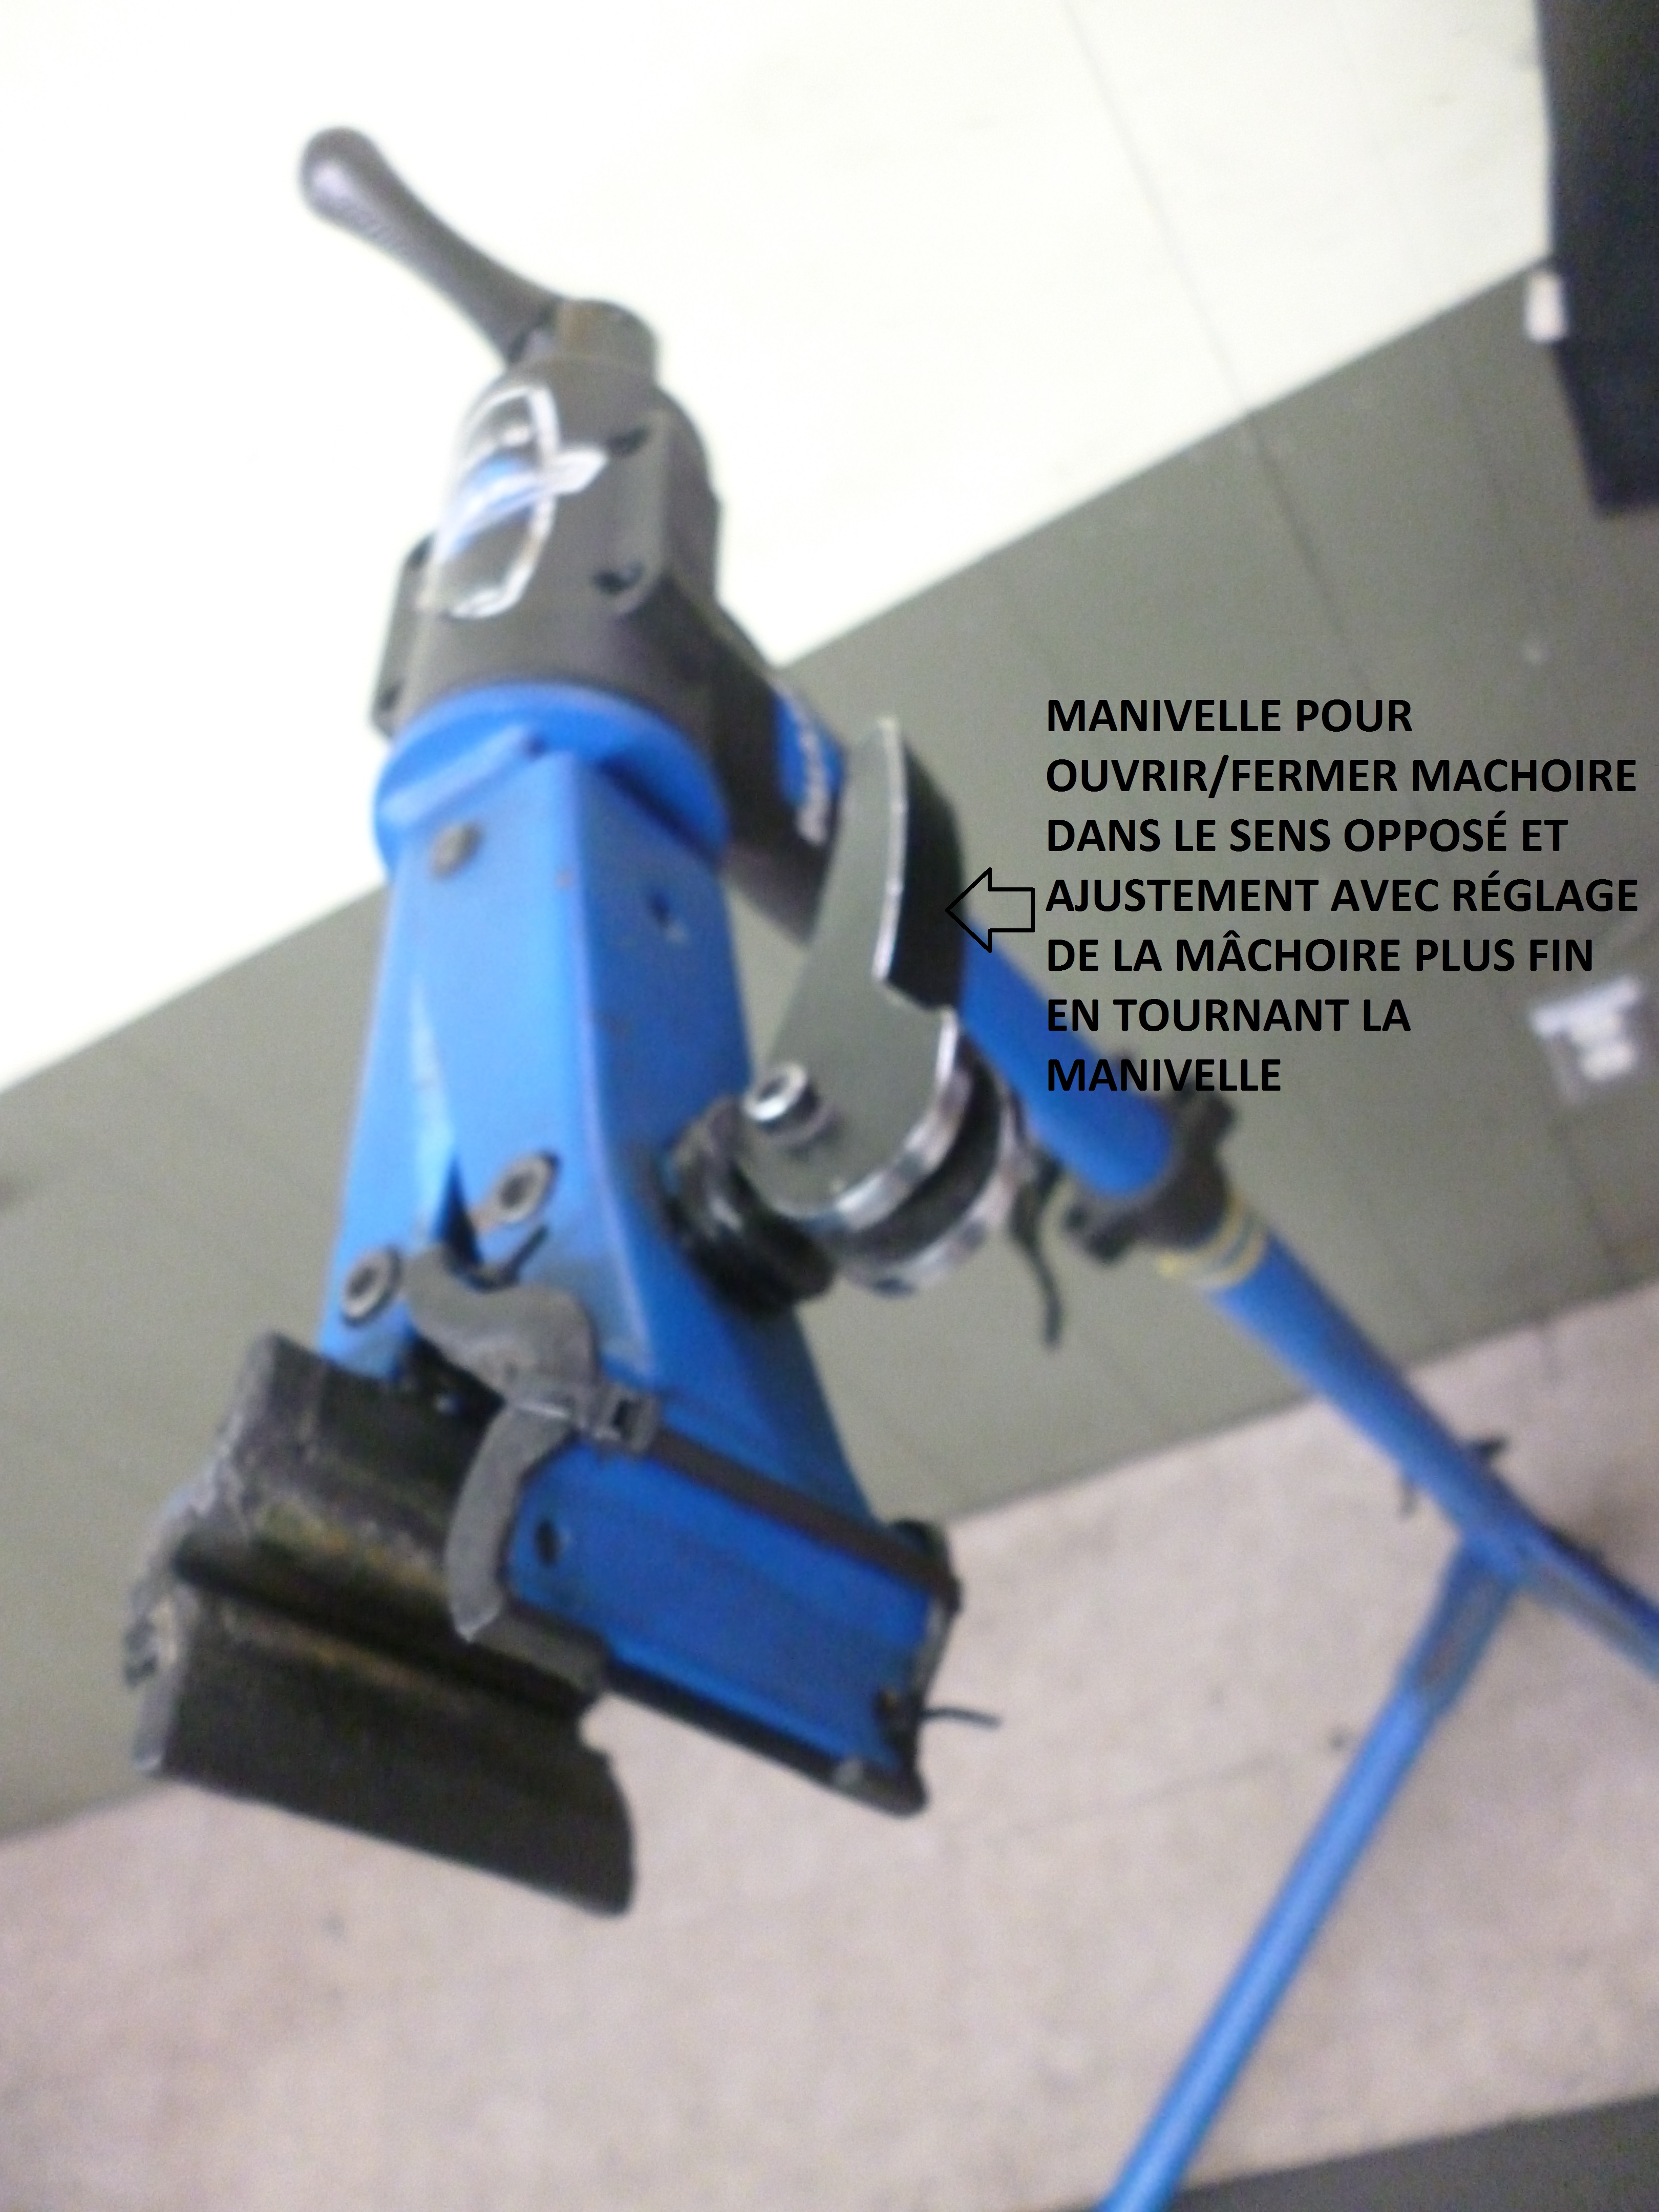 MANIVELLE POUR
OUVRIR/FERMER MACHOIRE
DANS LE SENS OPPOSÉ ET
AJUSTEMENT AVEC RÉGLAGE
DE LA MÂCHOIRE PLUS FIN
EN TOURNANT LA
MANIVELLE